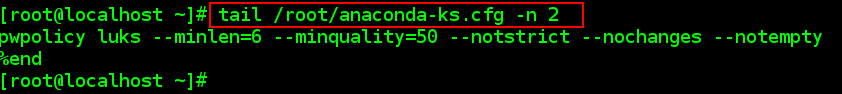 [root@localhost ~]# tail /root/anaconda-ks.cfg -n 2
pwpolicy luks --minlen=6 --minquality=50 --notstrict --nochanges --notempty
%end
[root@localhost ~]#